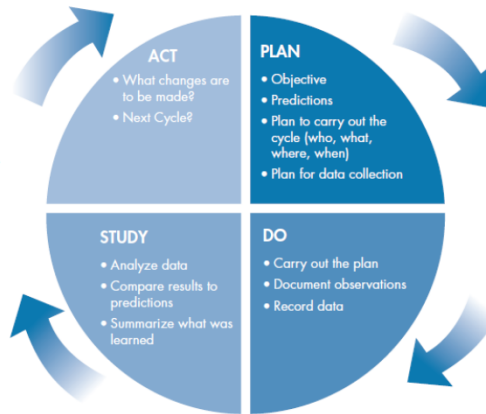 ACT
• What changes are
to be made?
• Next Cycle?
PLAN
• Objective
• Predictions
• Plan to carry out the
cycle (who, what,
where, when)
• Plan for data collection
STUDY
• Analyze data
• Compare results to
predictions
• Summarize what was
learned
DO
• Carry out the plan
• Document observations
• Record data